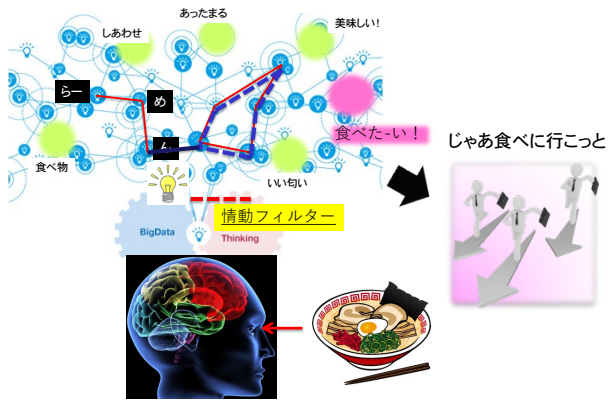 あったまる
しあわせ
美味しい！
らー
め
ん
食べた-い！
じゃあ食べに行こっと
食べ物
いい匂い
情動フィルター
BigData
Thinking